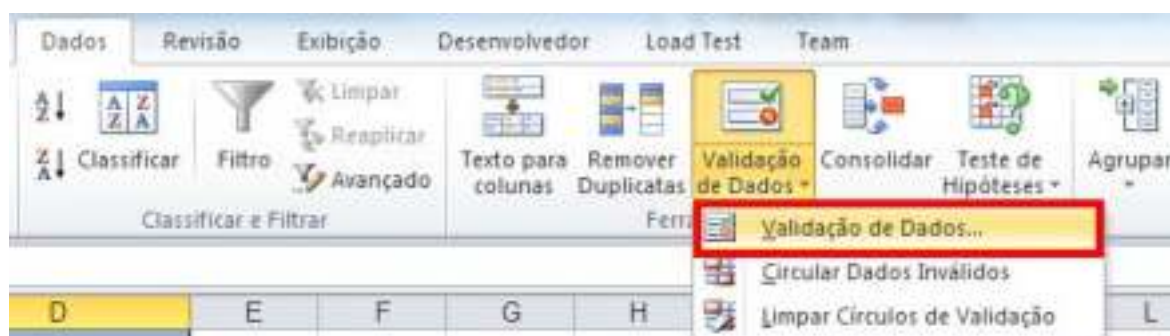 Dados Revisão Exibição Desenvolvedor Load Test Team
Limpar
Reaplicar
Avançado
Classificar Filtro Texto para colunas Remover Duplicatas Validação de Dados Consolidar Teste de Hipóteses Agrupar
Classificar e Filtrar
Validação de Dados...
Circular Dados Inválidos
Limpar Círculos de Validação
D E F G H L